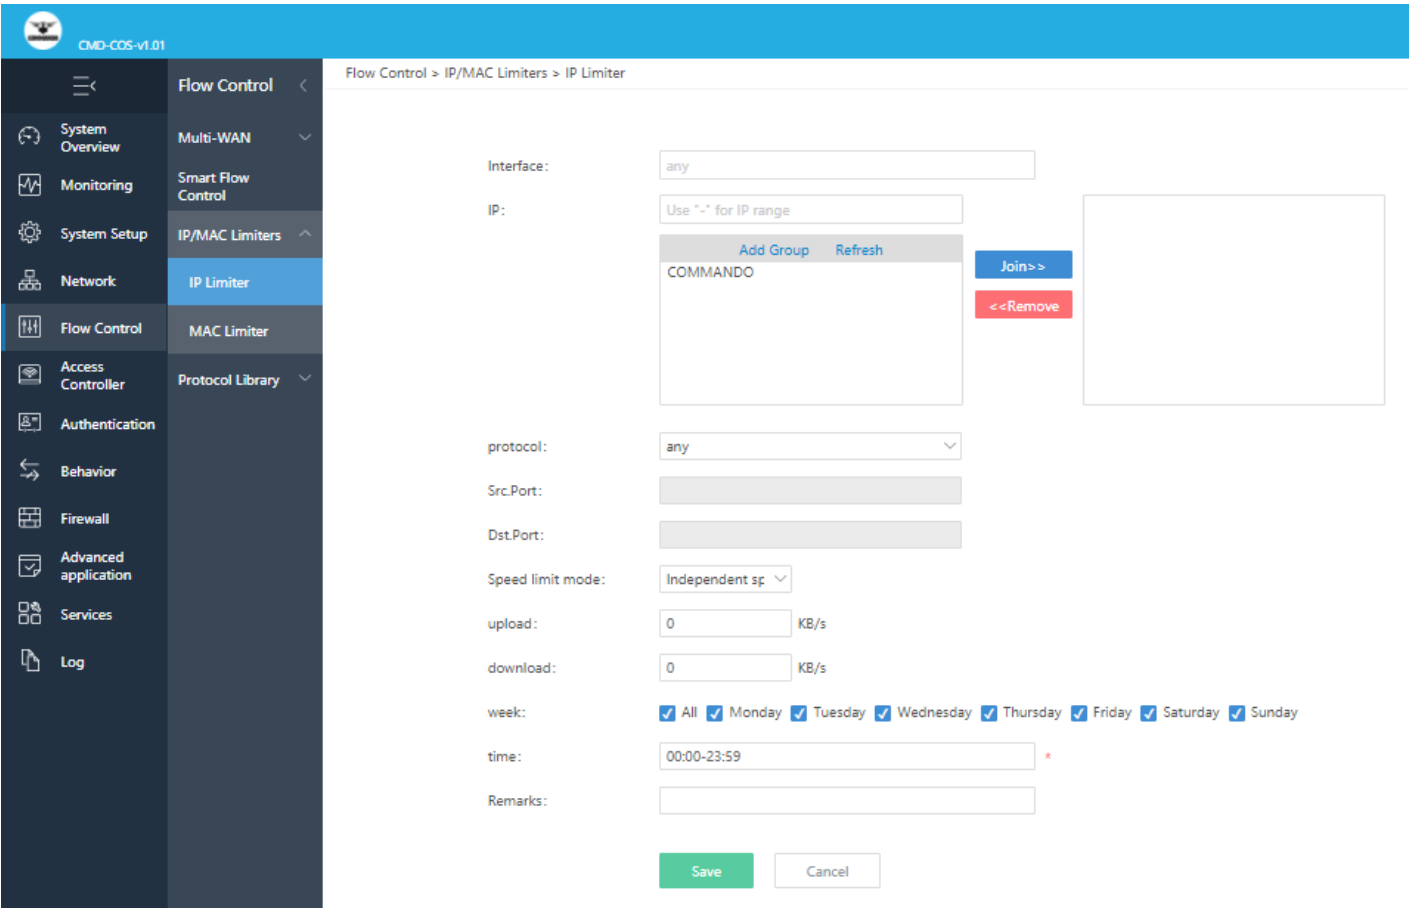 CMD-COS-v1.01
Flow Control
System Overview
Monitoring
System Setup
Network
Flow Control
Access Controller
Authentication
Behavior
Firewall
Advanced application
Services
Log
Multi-WAN
Smart Flow Control
IP/MAC Limiters
IP Limiter
MAC Limiter
Protocol Library
Flow Control > IP/MAC Limiters > IP Limiter
Interface: any
IP: Use "-" for IP range
Add Group Refresh
COMMANDO
Join>>
<<Remove
protocol: any
Src.Port:
Dst.Port:
Speed limit mode: Independent sp
upload: 0 KB/s
download: 0 KB/s
week: All Monday Tuesday Wednesday Thursday Friday Saturday Sunday
time: 00:00-23:59 *
Remarks:
Save Cancel